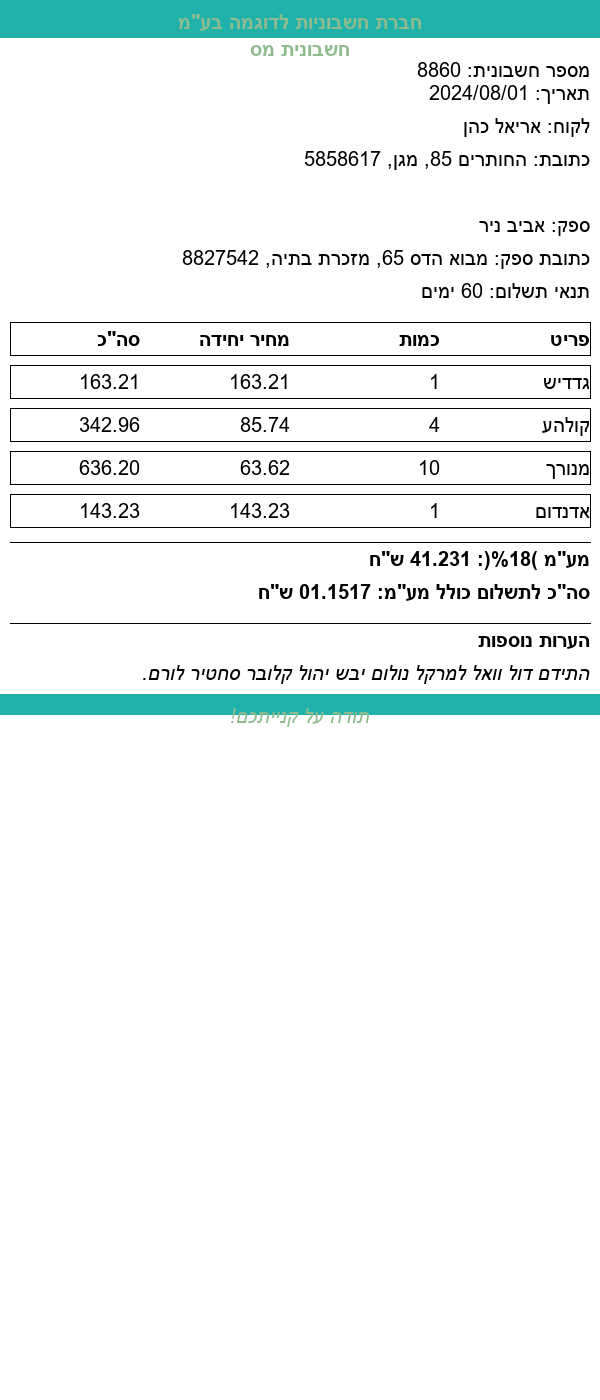 חברת חשבוניות לדוגמה בע"מ
חשבונית מס
מספר חשבונית: 8860
תאריך: 2024/08/01
לקוח: אריאל כהן
כתובת: החותרים 85, מגן, 5858617
ספק: אביב ניר
כתובת ספק: מבוא הדס 65, מזכרת בתיה, 8827542
תנאי תשלום: 60 ימים
פריט כמות מחיר יחידה סה"כ
גדדיש 1 163.21 163.21
קולהע 4 85.74 342.96
מנורך 10 63.62 636.20
אדנדום 1 143.23 143.23
מע"מ )18%(: 41.231 ש"ח
סה"כ לתשלום כולל מע"מ: 01.1517 ש"ח
הערות נוספות
התידם דול וואל למרקל נולום יבש יהול קלובר סחטיר לורם.
תודה על קנייתכם!